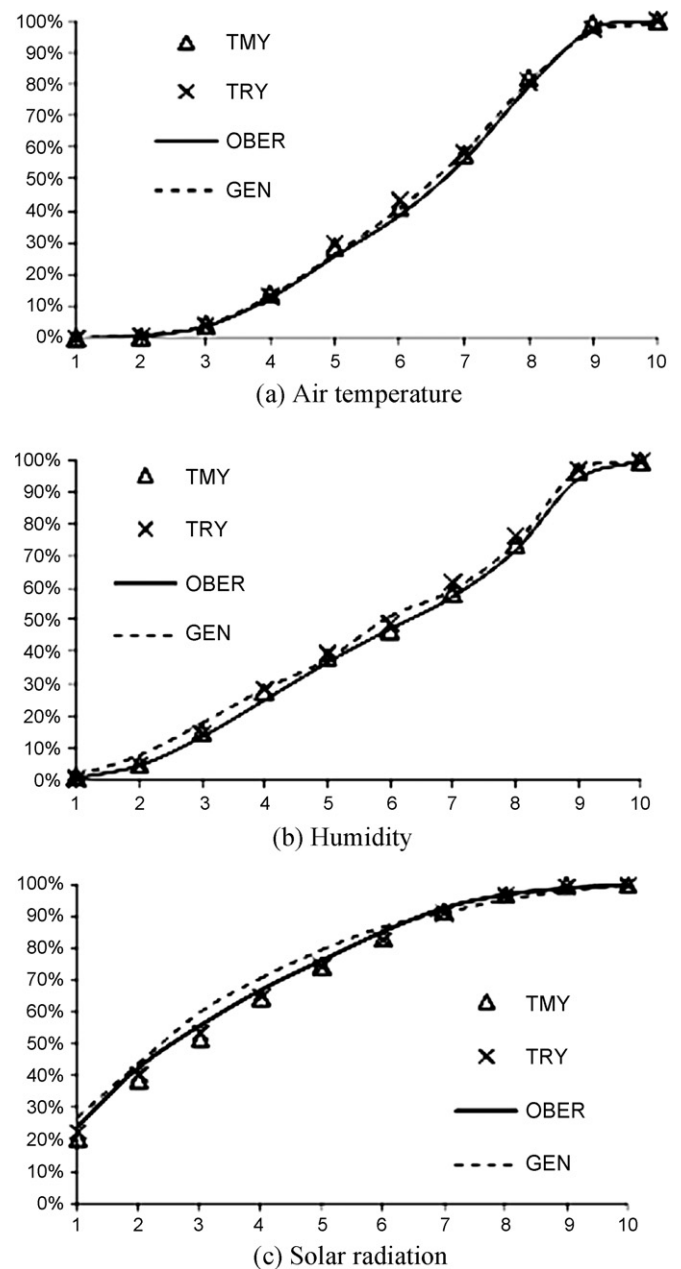 100%
90%
80%
70%
60%
50%
40%
30%
20%
10%
0%
TMY
TRY
OBER
GEN
1 2 3 4 5 6 7 8 9 10
(a) Air temperature
100%
90%
80%
70%
60%
50%
40%
30%
20%
10%
0%
TMY
TRY
OBER
GEN
1 2 3 4 5 6 7 8 9 10
(b) Humidity
100%
90%
80%
70%
60%
50%
40%
30%
20%
10%
0%
TMY
TRY
OBER
GEN
1 2 3 4 5 6 7 8 9 10
(c) Solar radiation